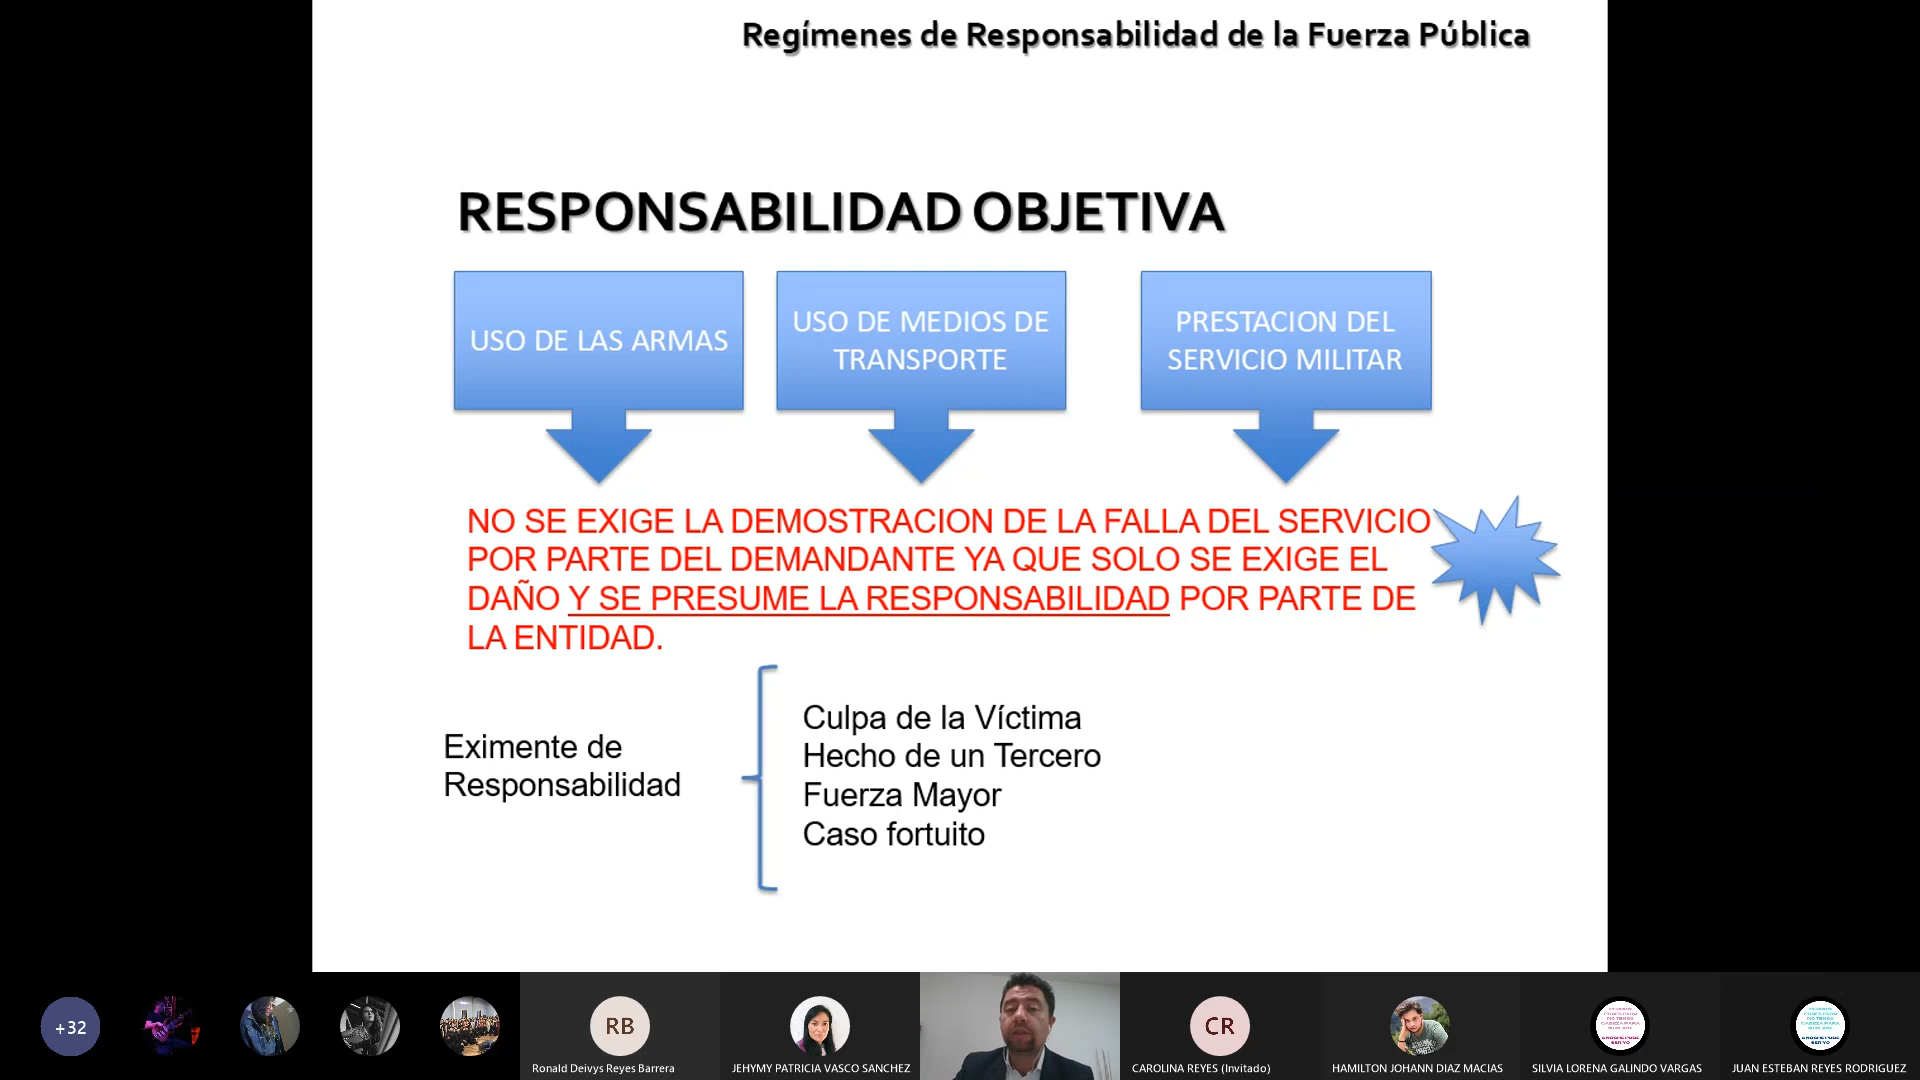 Regímenes de Responsabilidad de la Fuerza Pública
RESPONSABILIDAD OBJETIVA
USO DE LAS ARMAS
USO DE MEDIOS DE
TRANSPORTE
PRESTACION DEL
SERVICIO MILITAR
NO SE EXIGE LA DEMOSTRACION DE LA FALLA DEL SERVICIO
POR PARTE DEL DEMANDANTE YA QUE SOLO SE EXIGE EL
DAÑO Y SE PRESUME LA RESPONSABILIDAD POR PARTE DE
LA ENTIDAD.
Eximente de
Responsabilidad
Culpa de la Víctima
Hecho de un Tercero
Fuerza Mayor
Caso fortuito
+32
RB
Ronald Deivys Reyes Barrera
JEHYMY PATRICIA VASCO SANCHEZ
CR
CAROLINA REYES (Invitado)
HAMILTON JOHANN DIAZ MACIAS
SILVIA LORENA GALINDO VARGAS
JUAN ESTEBAN REYES RODRIGUEZ